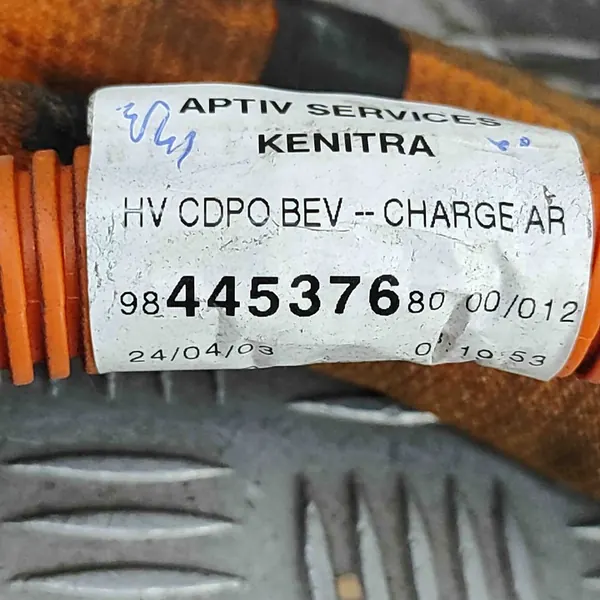 APTIV SERVICES
KENITRA
HV CDPO BEV -- CHARGE/AR
9844537680 00/012
24/04/03